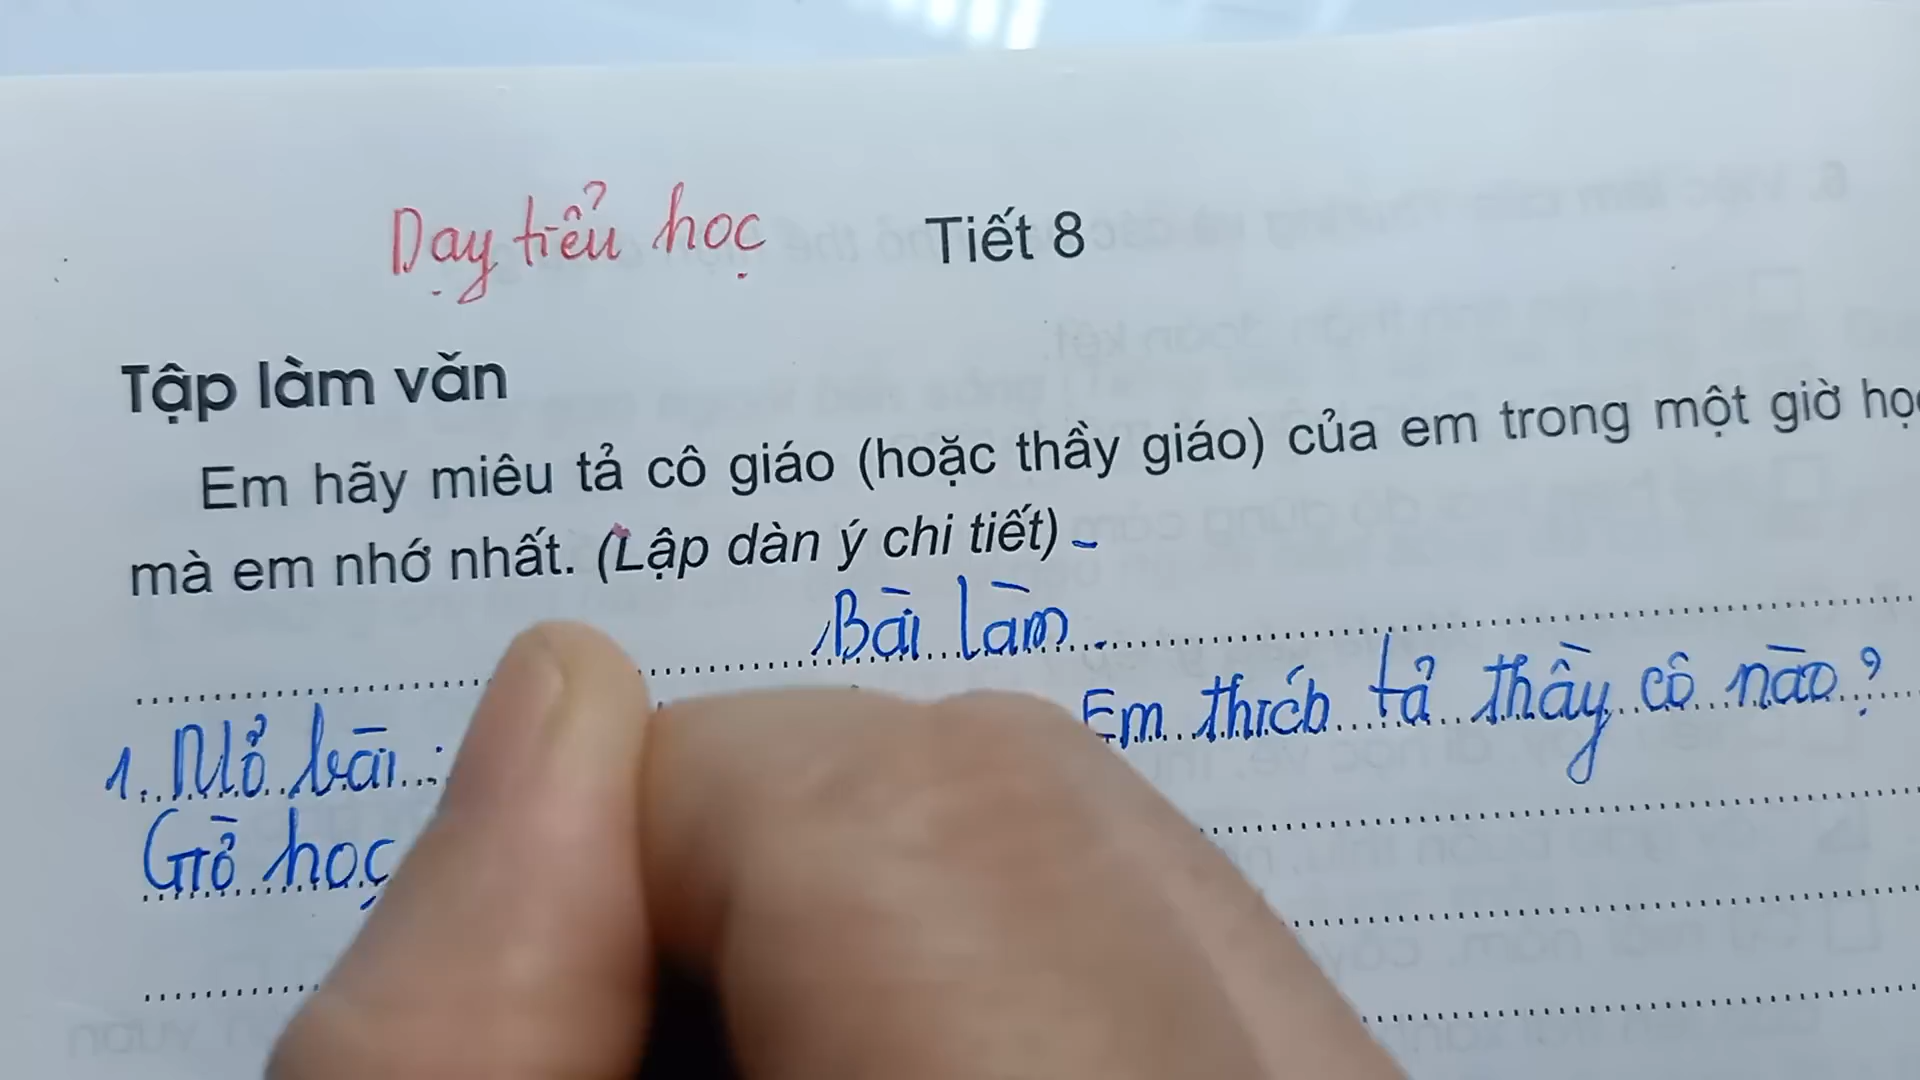 Dạy tiểu học Tiết 8
Tập làm văn
Em hãy miêu tả cô giáo (hoặc thầy giáo) của em trong một giờ học
mà em nhớ nhất. (Lập dàn ý chi tiết)
Bài làm
1. Mở bài : Em thích tả thầy cô nào?
Giờ học